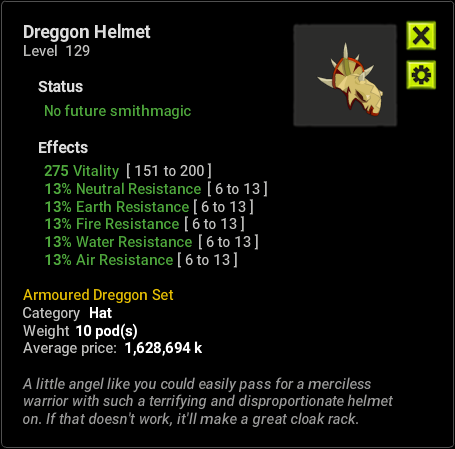 Dreggon Helmet
Level 129
Status
No future smithmagic
Effects
275 Vitality [ 151 to 200 ]
13% Neutral Resistance [ 6 to 13 ]
13% Earth Resistance [ 6 to 13 ]
13% Fire Resistance [ 6 to 13 ]
13% Water Resistance [ 6 to 13 ]
13% Air Resistance [ 6 to 13 ]
Armoured Dreggon Set
Category Hat
Weight 10 pod(s)
Average price: 1,628,694 k
A little angel like you could easily pass for a merciless
warrior with such a terrifying and disproportionate helmet
on. If that doesn't work, it'll make a great cloak rack.